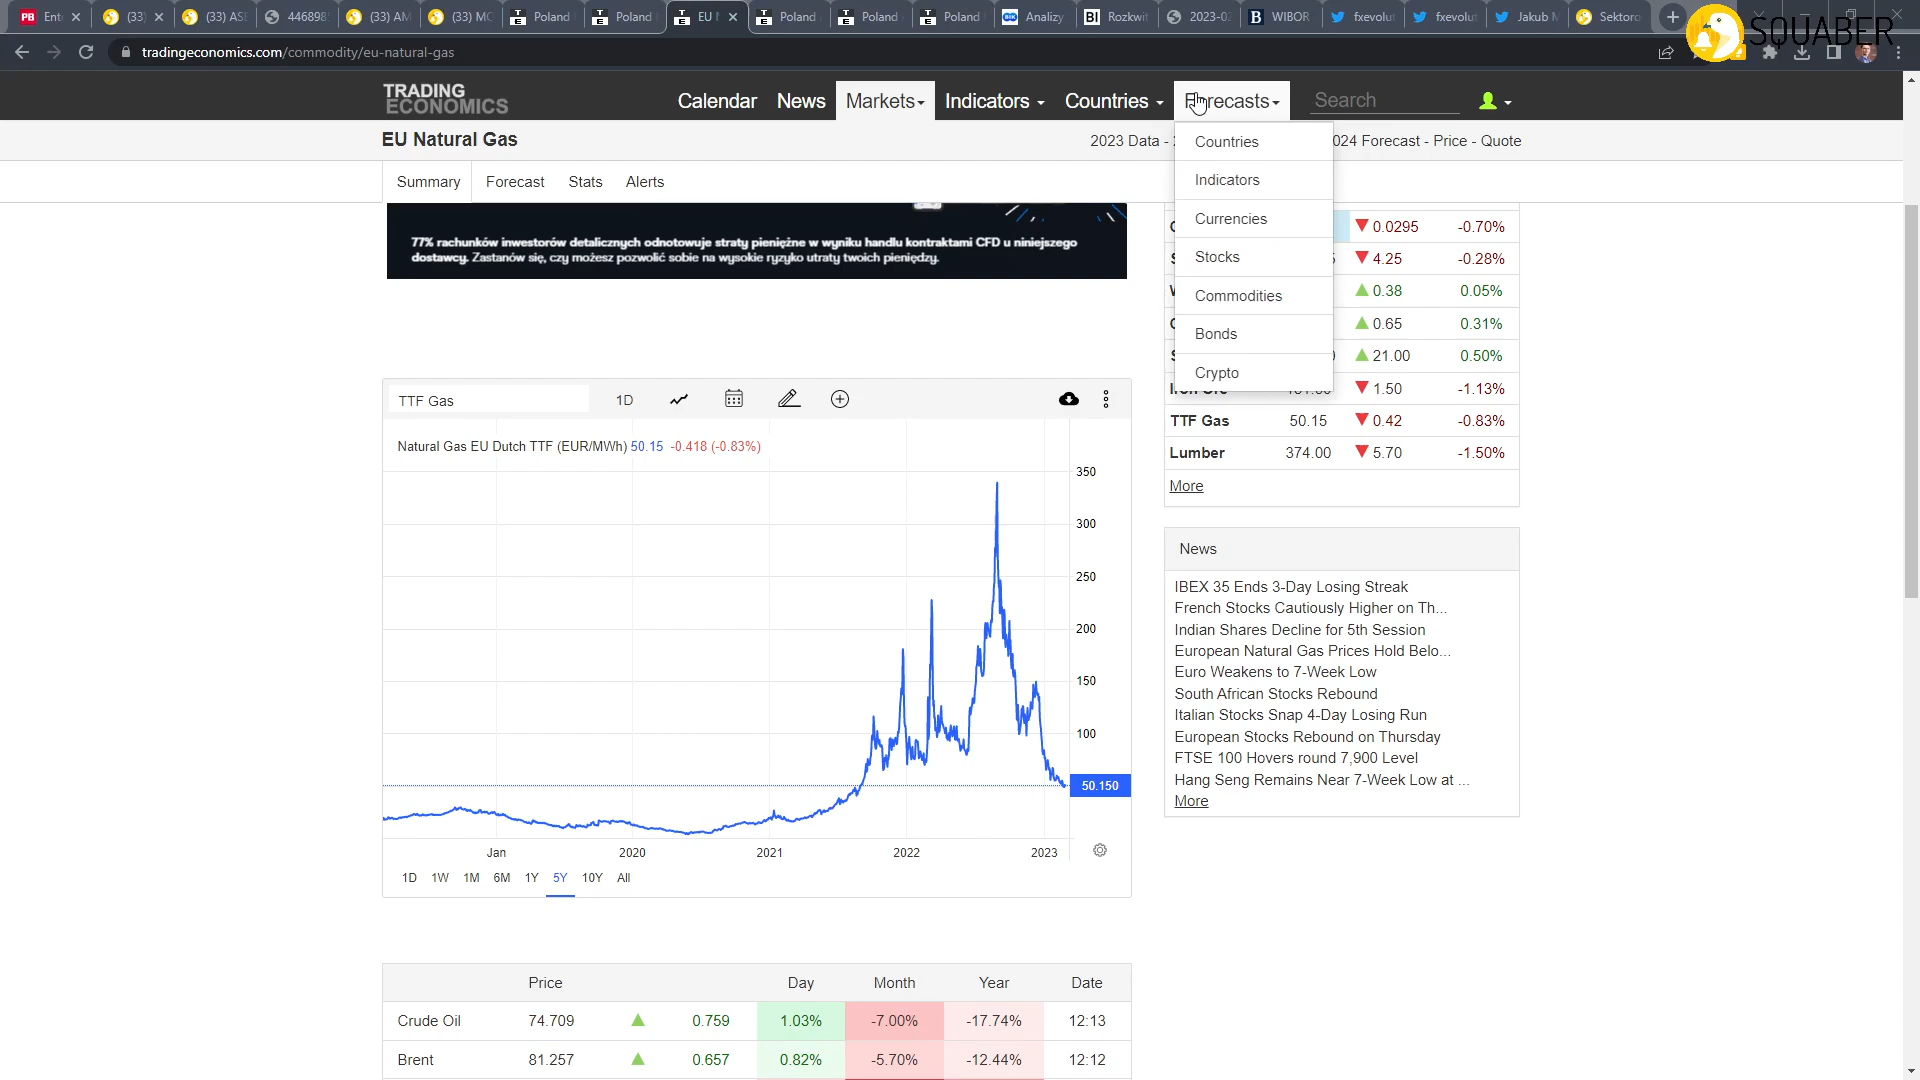 Ent
(33)
(33) ASB
446898
(33) AM
(33) MC
Poland
Poland
EU N
Poland
Poland
Poland
Analizy
Rozkwit
2023-02
WIBOR
fxevolut
fxevolut
Jakub M
Sektoro
SQUABER
tradingeconomics.com/commodity/eu-natural-gas
TRADING
ECONOMICS
Calendar
News
Markets
Indicators
Countries
Forecasts
Search
EU Natural Gas
2023 Data -
2024 Forecast - Price - Quote
Summary
Forecast
Stats
Alerts
Countries
Indicators
Currencies
Stocks
Commodities
Bonds
Crypto
77% rachunków inwestorów detalicznych odnotowuje straty pieniężne w wyniku handlu kontraktami CFD u niniejszego
dostawcy. Zastanów się, czy możesz pozwolić sobie na wysokie ryzyko utraty twoich pieniędzy.
0.0295 -0.70%
4.25 -0.28%
0.38 0.05%
0.65 0.31%
21.00 0.50%
Iron Ore 1.50 -1.13%
TTF Gas 50.15 0.42 -0.83%
Lumber 374.00 5.70 -1.50%
More
TTF Gas
1D
Natural Gas EU Dutch TTF (EUR/MWh) 50.15 -0.418 (-0.83%)
350
300
250
200
150
100
50.150
Jan 2020 2021 2022 2023
1D 1W 1M 6M 1Y 5Y 10Y All
News
IBEX 35 Ends 3-Day Losing Streak
French Stocks Cautiously Higher on Th...
Indian Shares Decline for 5th Session
European Natural Gas Prices Hold Belo...
Euro Weakens to 7-Week Low
South African Stocks Rebound
Italian Stocks Snap 4-Day Losing Run
European Stocks Rebound on Thursday
FTSE 100 Hovers round 7,900 Level
Hang Seng Remains Near 7-Week Low at ...
More
Price Day Month Year Date
Crude Oil 74.709 0.759 1.03% -7.00% -17.74% 12:13
Brent 81.257 0.657 0.82% -5.70% -12.44% 12:12